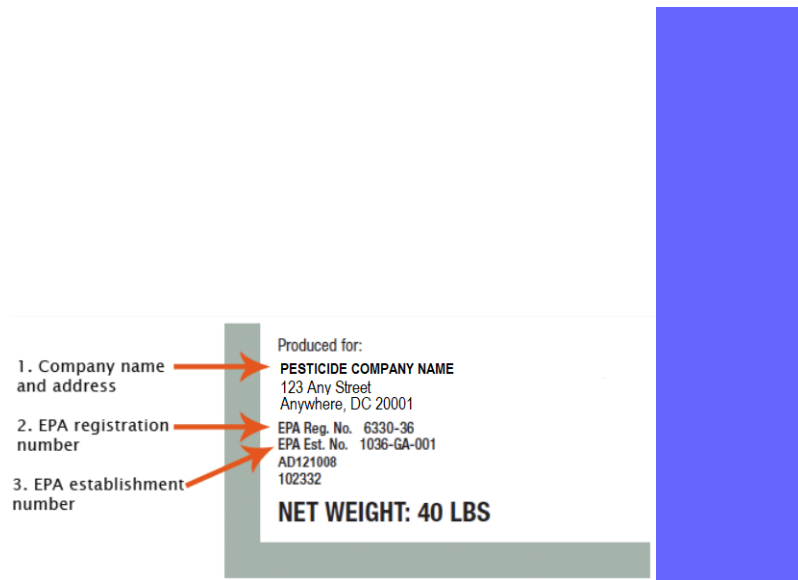 1. Company name
and address
2. EPA registration
number
3. EPA establishment
number
Produced for:
PESTICIDE COMPANY NAME
123 Any Street
Anywhere, DC 20001
EPA Reg. No. 6330-36
EPA Est. No. 1036-GA-001
AD121008
102332
NET WEIGHT: 40 LBS